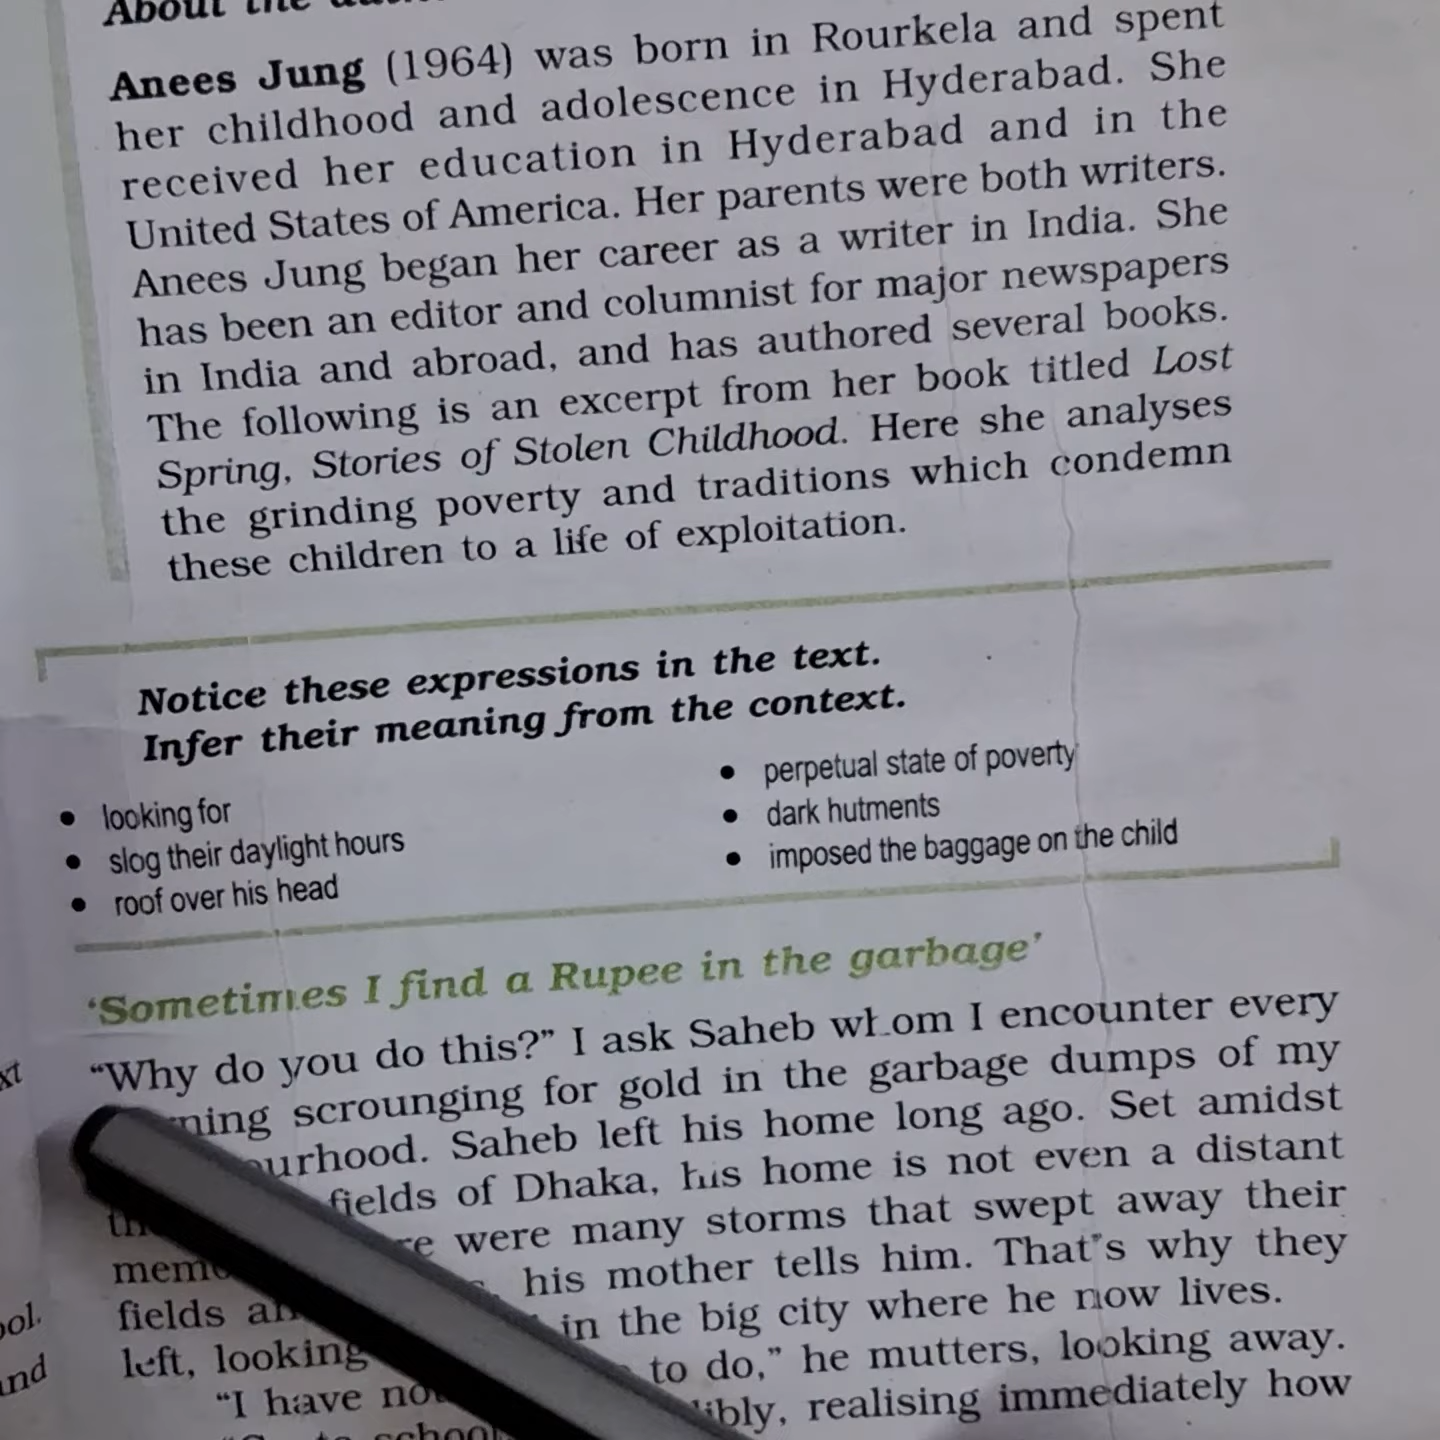 About the
Anees Jung (1964) was born in Rourkela and spent
her childhood and adolescence in Hyderabad. She
received her education in Hyderabad and in the
United States of America. Her parents were both writers.
Anees Jung began her career as a writer in India. She
has been an editor and columnist for major newspapers
in India and abroad, and has authored several books.
The following is an excerpt from her book titled Lost
Spring, Stories of Stolen Childhood. Here she analyses
the grinding poverty and traditions which condemn
these children to a life of exploitation.
Notice these expressions in the text.
Infer their meaning from the context.
• looking for
• slog their daylight hours
• roof over his head
• perpetual state of poverty
• dark hutments
• imposed the baggage on the child
‘Sometimes I find a Rupee in the garbage’
“Why do you do this?” I ask Saheb whom I encounter every
scrounging for gold in the garbage dumps of my
Saheb left his home long ago. Set amidst
fields of Dhaka, his home is not even a distant
were many storms that swept away their
his mother tells him. That's why they
fields in the big city where he now lives.
left, looking to do,” he mutters, looking away.
“I have realising immediately how